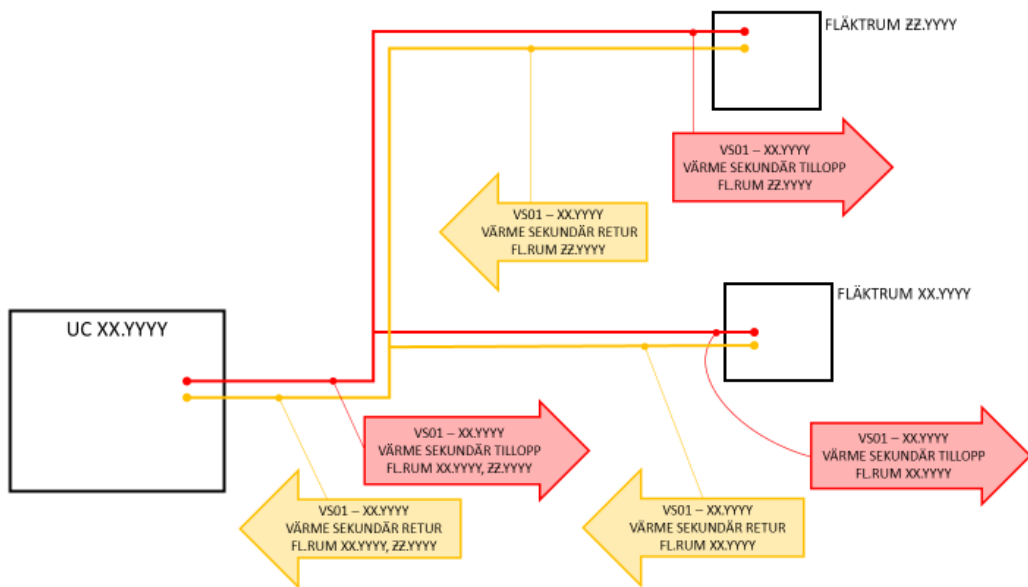 FLÄKTRUM ZZ.YYYY
VS01 – XX.YYYY
VÄRME SEKUNDÄR TILLOPP
FL.RUM ZZ.YYYY
VS01 – XX.YYYY
VÄRME SEKUNDÄR RETUR
FL.RUM ZZ.YYYY
FLÄKTRUM XX.YYYY
UC XX.YYYY
VS01 – XX.YYYY
VÄRME SEKUNDÄR TILLOPP
FL.RUM XX.YYYY, ZZ.YYYY
VS01 – XX.YYYY
VÄRME SEKUNDÄR TILLOPP
FL.RUM XX.YYYY
VS01 – XX.YYYY
VÄRME SEKUNDÄR RETUR
FL.RUM XX.YYYY, ZZ.YYYY
VS01 – XX.YYYY
VÄRME SEKUNDÄR RETUR
FL.RUM XX.YYYY